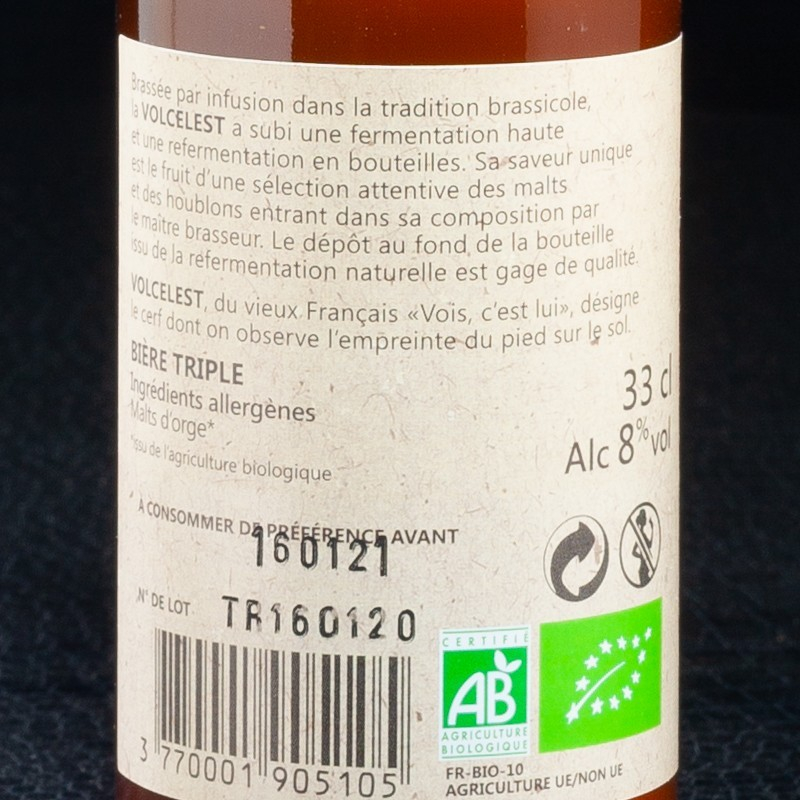 Brassée par infusion dans la tradition brassicole,
la VOLCELEST a subi une fermentation haute
et une refermentation en bouteilles. Sa saveur unique
est le fruit d'une sélection attentive des malts
et des houblons entrant dans sa composition par
le maître brasseur. Le dépôt au fond de la bouteille
issu de la refermentation naturelle est gage de qualité.
VOLCELEST, du vieux Français «Vois, c'est lui», désigne
le cerf dont on observe l'empreinte du pied sur le sol.
BIÈRE TRIPLE
Ingrédients allergènes
Malts d'orge*
*issu de l'agriculture biologique
33 cl
Alc 8% vol
À CONSOMMER DE PRÉFÉRENCE AVANT
160121
N° DE LOT TR160120
3 770001 905105
CERTIFIÉ
AB
AGRICULTURE
BIOLOGIQUE
FR-BIO-10
AGRICULTURE UE/NON UE